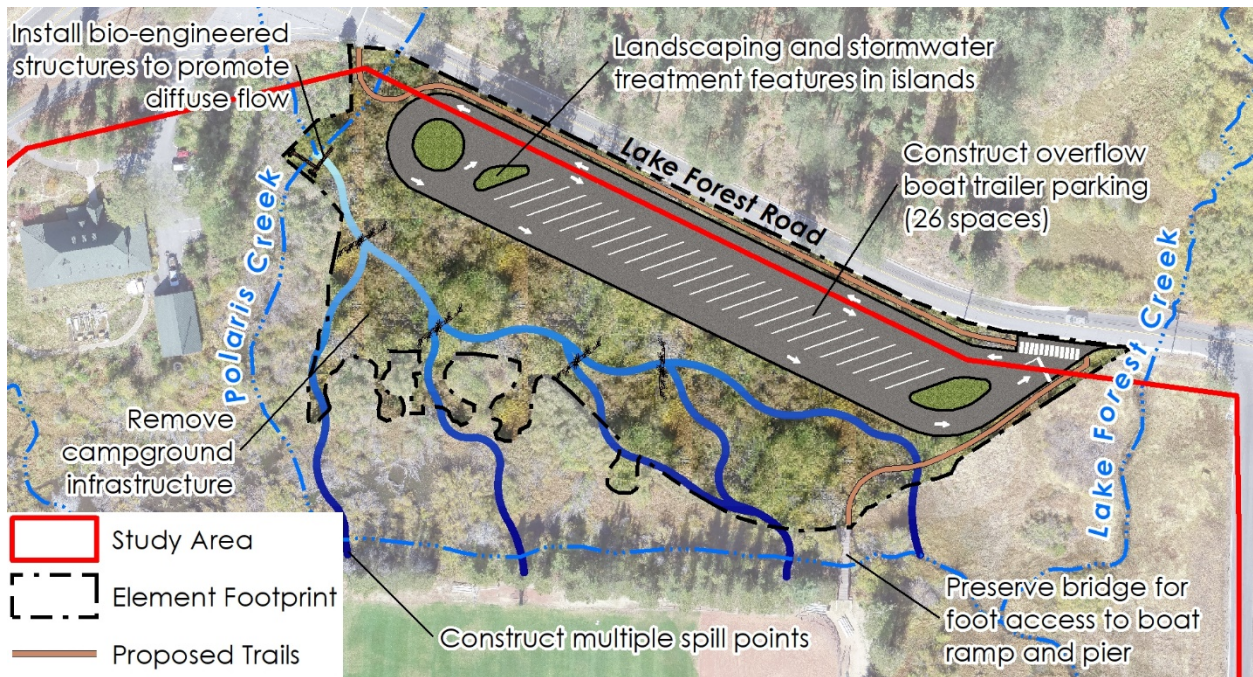 Install bio-engineered
structures to promote
diffuse flow
Landscaping and stormwater
treatment features in islands
Lake Forest Road
Construct overflow
boat trailer parking
(26 spaces)
Polaris Creek
Lake Forest Creek
Remove
campground
infrastructure
Study Area
Element Footprint
Proposed Trails
Construct multiple spill points
Preserve bridge for
foot access to boat
ramp and pier